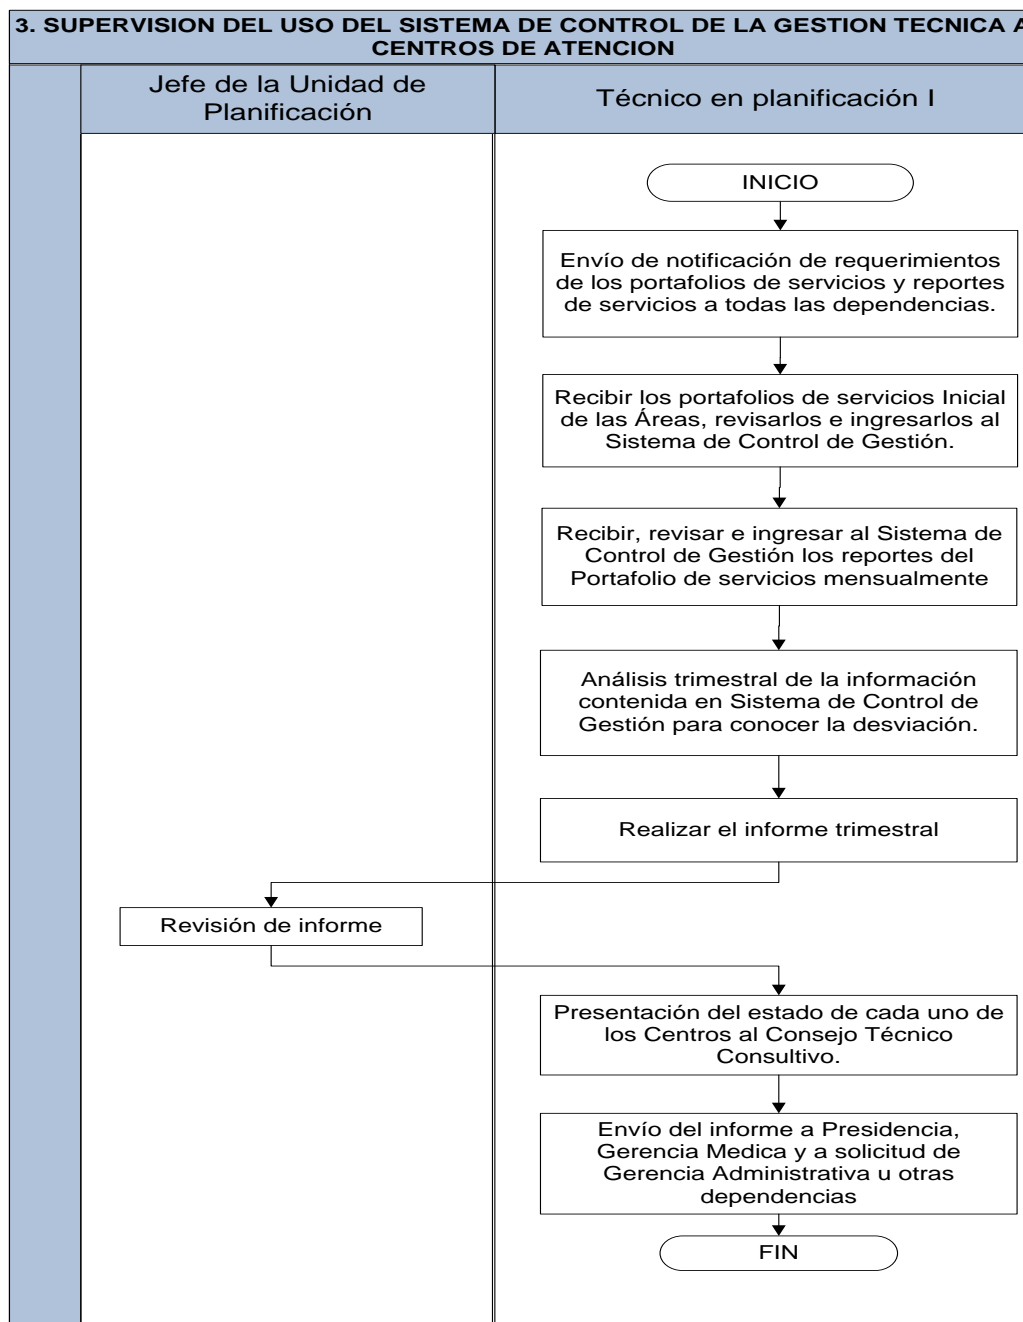 3. SUPERVISION DEL USO DEL SISTEMA DE CONTROL DE LA GESTION TECNICA A
CENTROS DE ATENCION
Jefe de la Unidad de
Planificación
Técnico en planificación I
INICIO
Envío de notificación de requerimientos
de los portafolios de servicios y reportes
de servicios a todas las dependencias.
Recibir los portafolios de servicios Inicial
de las Áreas, revisarlos e ingresarlos al
Sistema de Control de Gestión.
Recibir, revisar e ingresar al Sistema de
Control de Gestión los reportes del
Portafolio de servicios mensualmente
Análisis trimestral de la información
contenida en Sistema de Control de
Gestión para conocer la desviación.
Realizar el informe trimestral
Revisión de informe
Presentación del estado de cada uno de
los Centros al Consejo Técnico
Consultivo.
Envío del informe a Presidencia,
Gerencia Medica y a solicitud de
Gerencia Administrativa u otras
dependencias
FIN